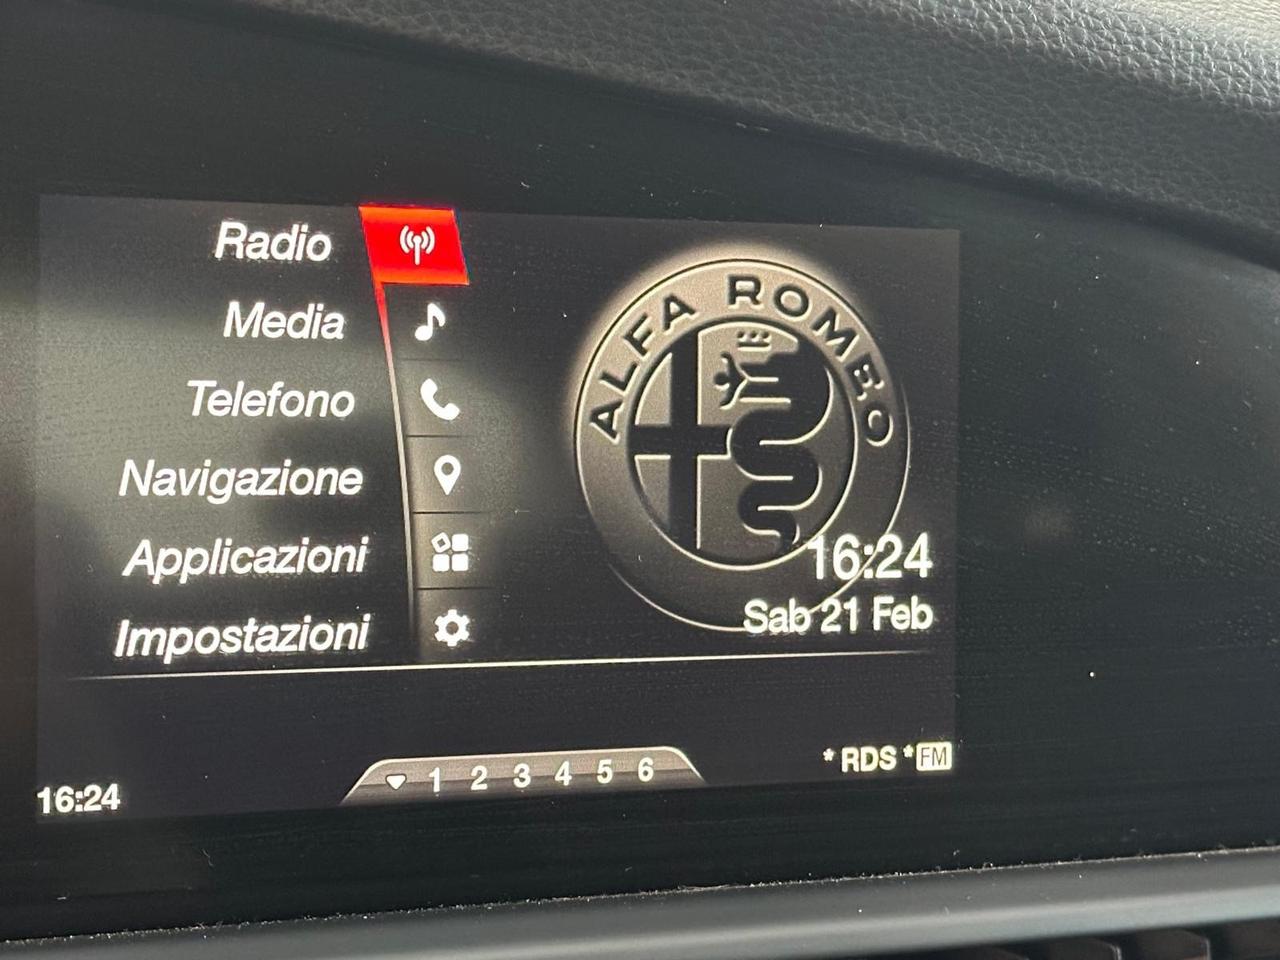 Radio
Media
Telefono
Navigazione
Applicazioni
Impostazioni
ALFA ROMEO
16:24
Sab 21 Feb
16:24
1 2 3 4 5 6
* RDS * FM